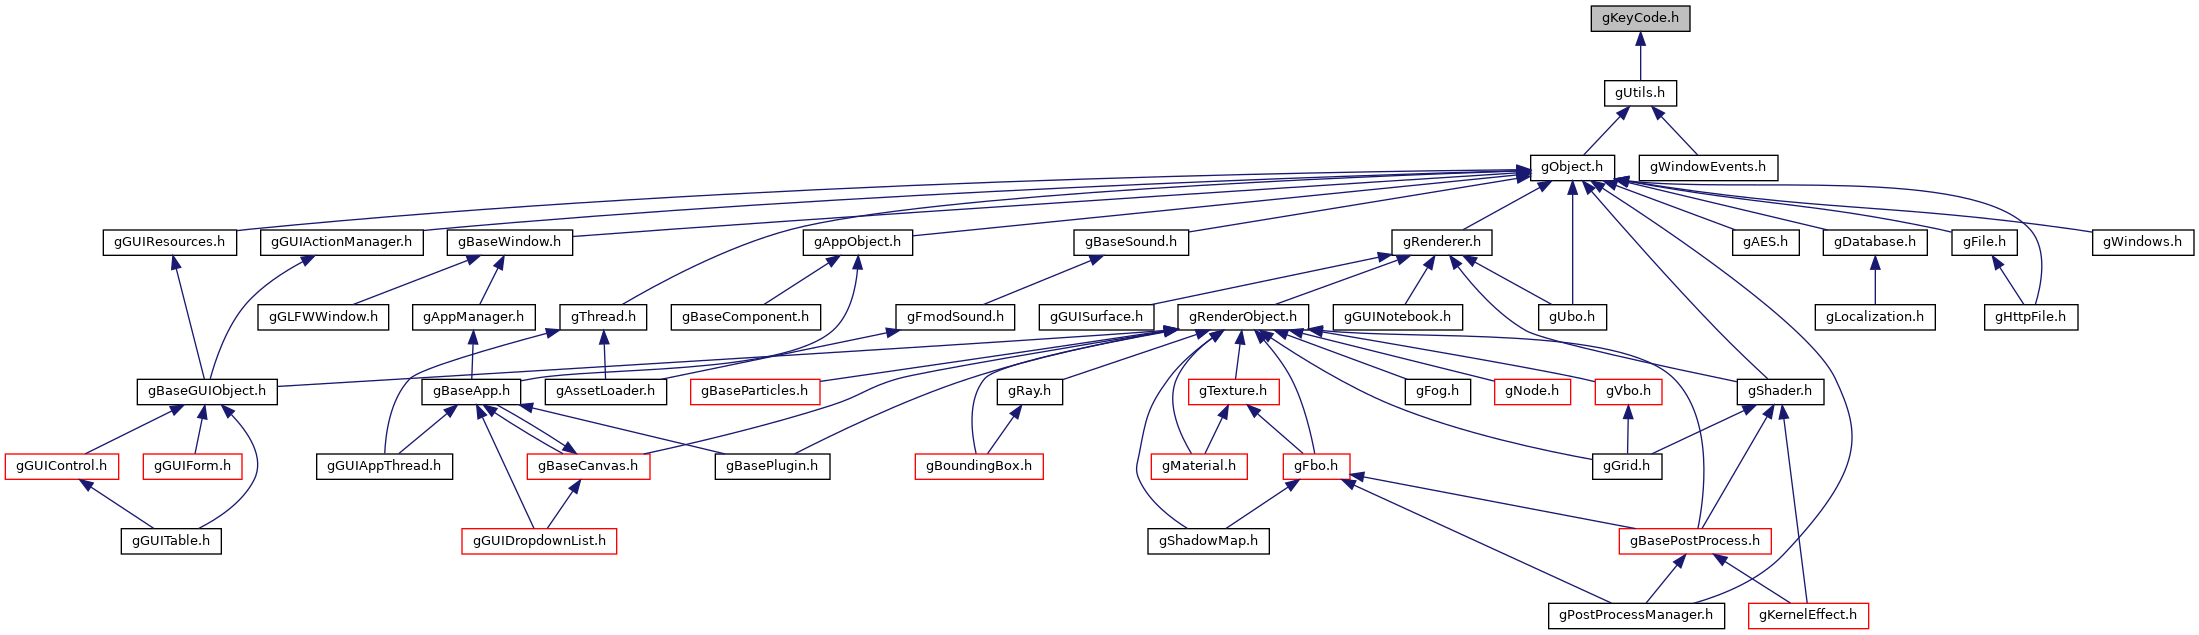 gKeyCode.h
gUtils.h
gObject.h
gWindowEvents.h
gGUIResources.h
gGUIActionManager.h
gBaseWindow.h
gAppObject.h
gBaseSound.h
gRenderer.h
gAES.h
gDatabase.h
gFile.h
gWindows.h
gGLFWWindow.h
gAppManager.h
gThread.h
gBaseComponent.h
gFmodSound.h
gGUISurface.h
gRenderObject.h
gGUINotebook.h
gUbo.h
gLocalization.h
gHttpFile.h
gBaseGUIObject.h
gBaseApp.h
gAssetLoader.h
gBaseParticles.h
gRay.h
gTexture.h
gFog.h
gNode.h
gVbo.h
gShader.h
gGUIControl.h
gGUIForm.h
gGUIAppThread.h
gBaseCanvas.h
gBasePlugin.h
gBoundingBox.h
gMaterial.h
gFbo.h
gGrid.h
gGUITable.h
gGUIDropdownList.h
gShadowMap.h
gBasePostProcess.h
gPostProcessManager.h
gKernelEffect.h